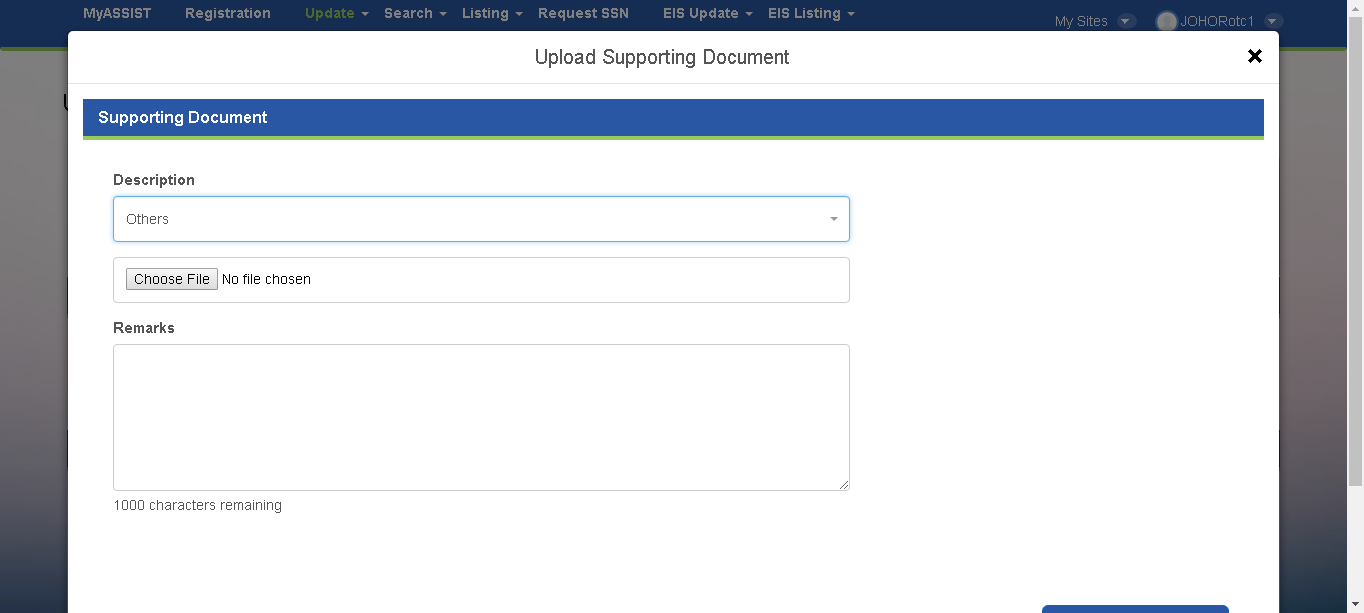 MyASSIST Registration Update Search Listing Request SSN EIS Update EIS Listing My Sites JOHORotc1
Upload Supporting Document
Supporting Document
Description
Others
Choose File No file chosen
Remarks
1000 characters remaining